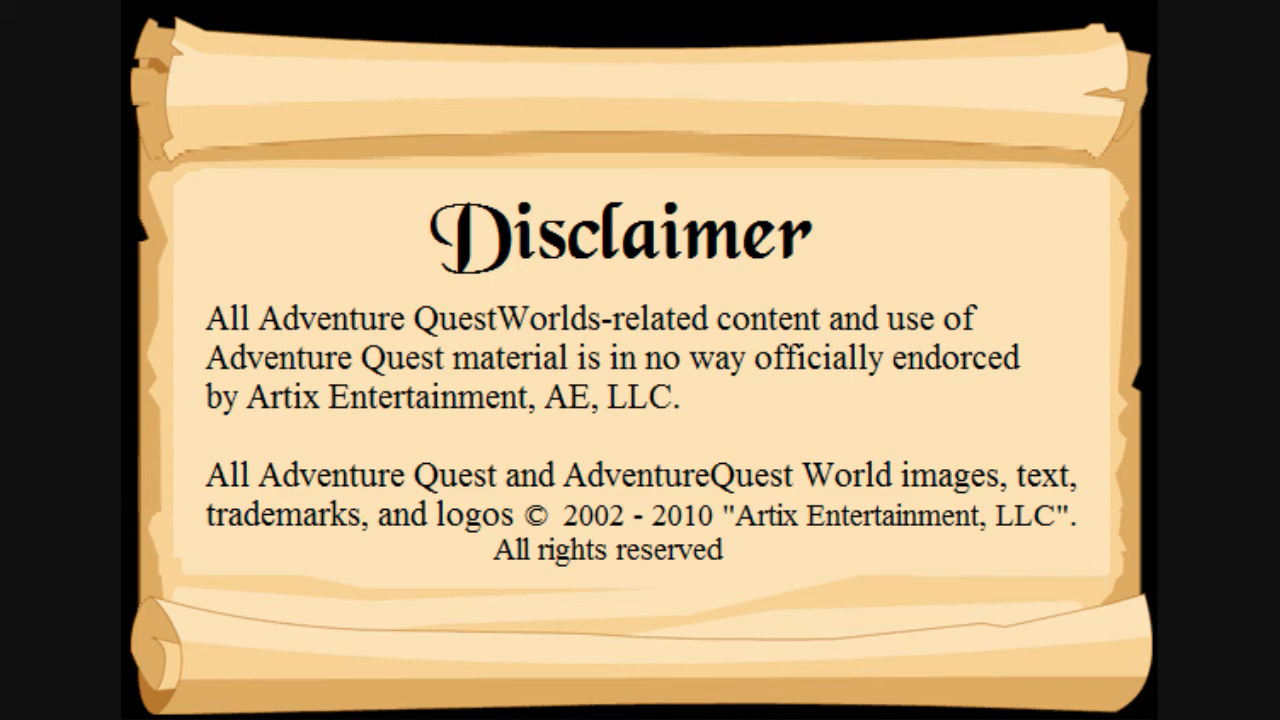 Disclaimer
All Adventure QuestWorlds-related content and use of
Adventure Quest material is in no way officially endorced
by Artix Entertainment, AE, LLC.
All Adventure Quest and AdventureQuest World images, text,
trademarks, and logos © 2002 - 2010 "Artix Entertainment, LLC".
All rights reserved